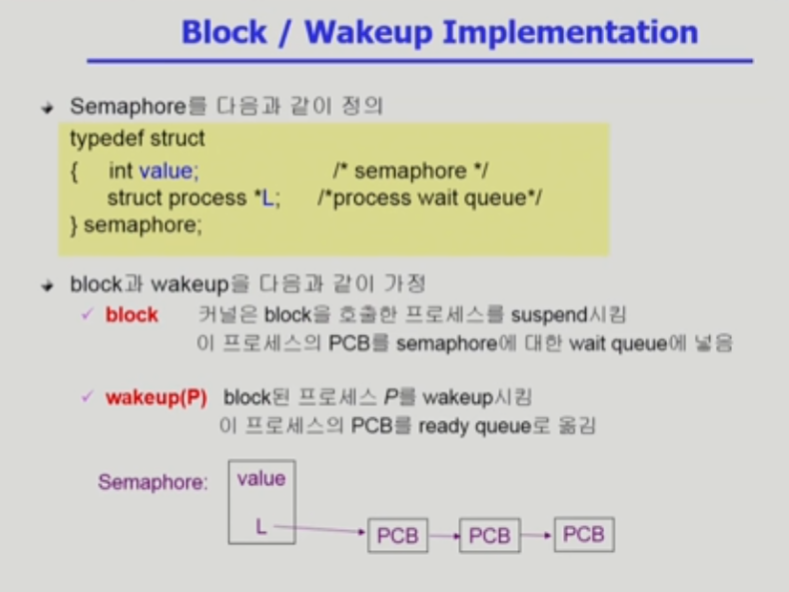 Block / Wakeup Implementation
Semaphore를 다음과 같이 정의
typedef struct
{ int value; /* semaphore */
struct process *L; /*process wait queue*/
} semaphore;
block과 wakeup을 다음과 같이 가정
block 커널은 block을 호출한 프로세스를 suspend시킴
이 프로세스의 PCB를 semaphore에 대한 wait queue에 넣음
wakeup(P) block된 프로세스 P를 wakeup시킴
이 프로세스의 PCB를 ready queue로 옮김
Semaphore: value
L PCB PCB PCB